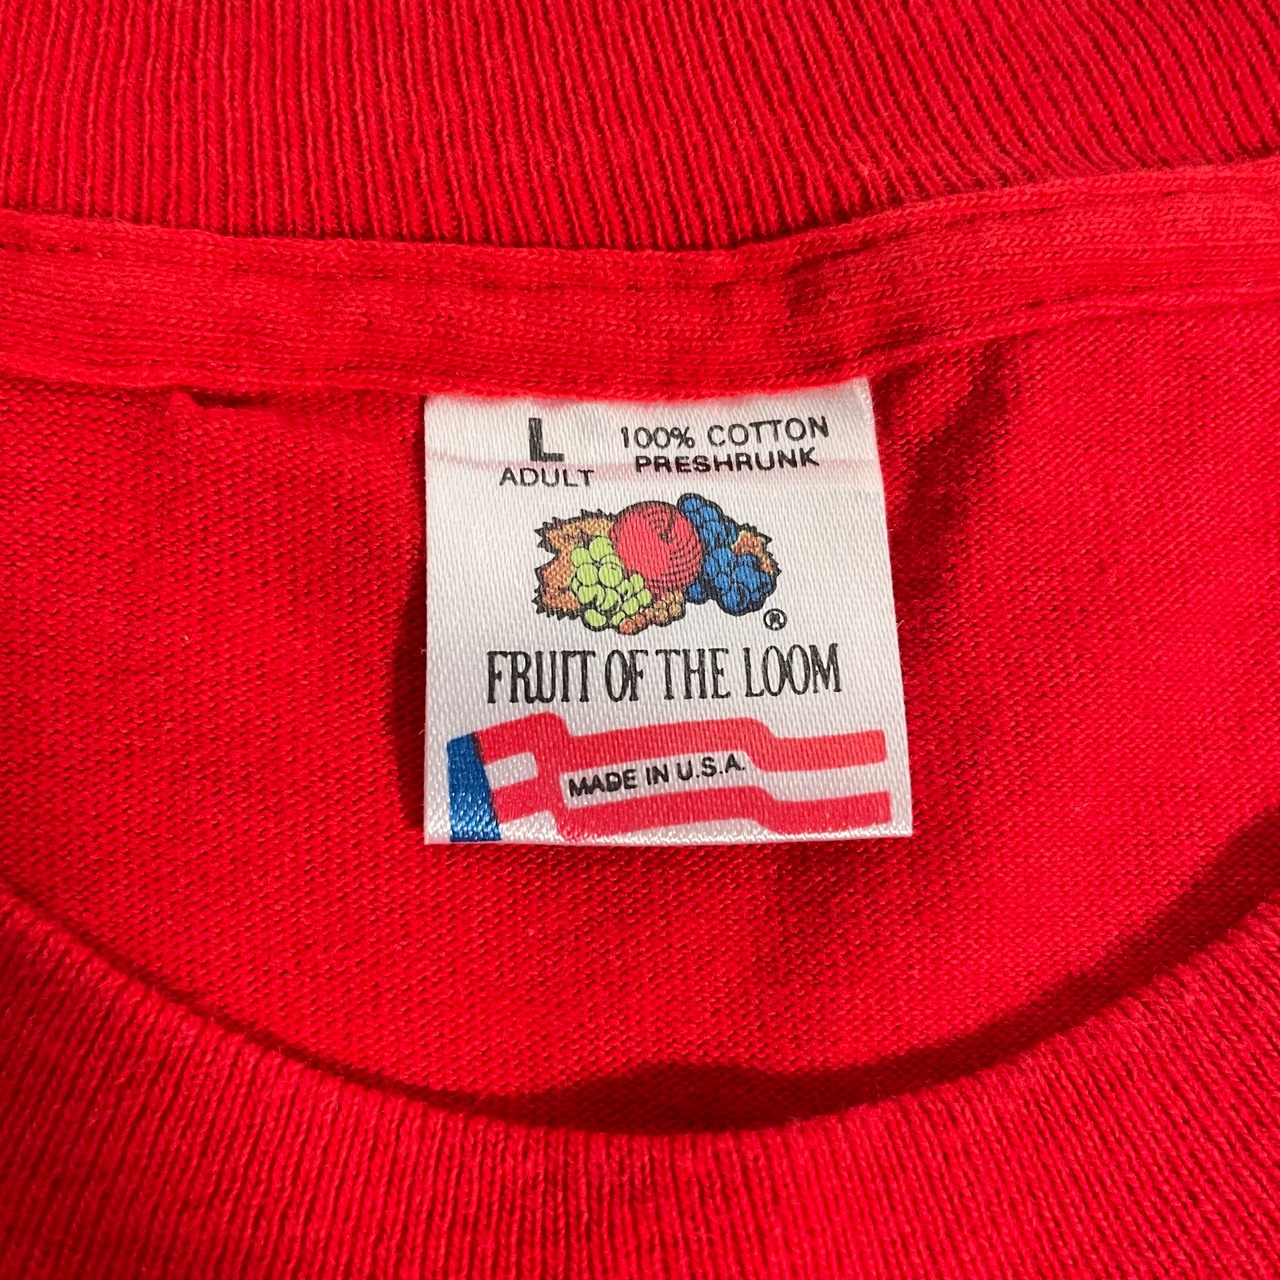 L
ADULT
100% COTTON
PRESHRUNK
®
FRUIT OF THE LOOM
MADE IN U.S.A.